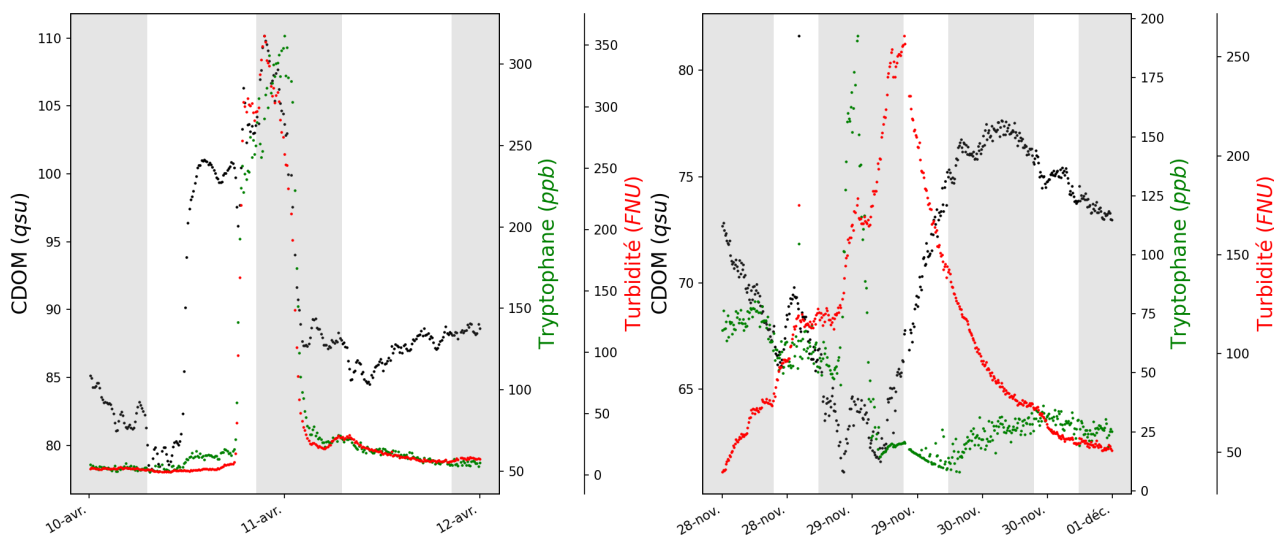 110
105
100
95
90
85
80
CDOM (qsu)
10-avr.
11-avr.
12-avr.
300
250
200
150
100
50
Tryptophane (ppb)
350
300
250
200
150
100
50
0
Turbidité (FNU)
80
75
70
65
CDOM (qsu)
28-nov.
28-nov.
29-nov.
29-nov.
30-nov.
30-nov.
01-déc.
200
175
150
125
100
75
50
25
0
Tryptophane (ppb)
250
200
150
100
50
Turbidité (FNU)